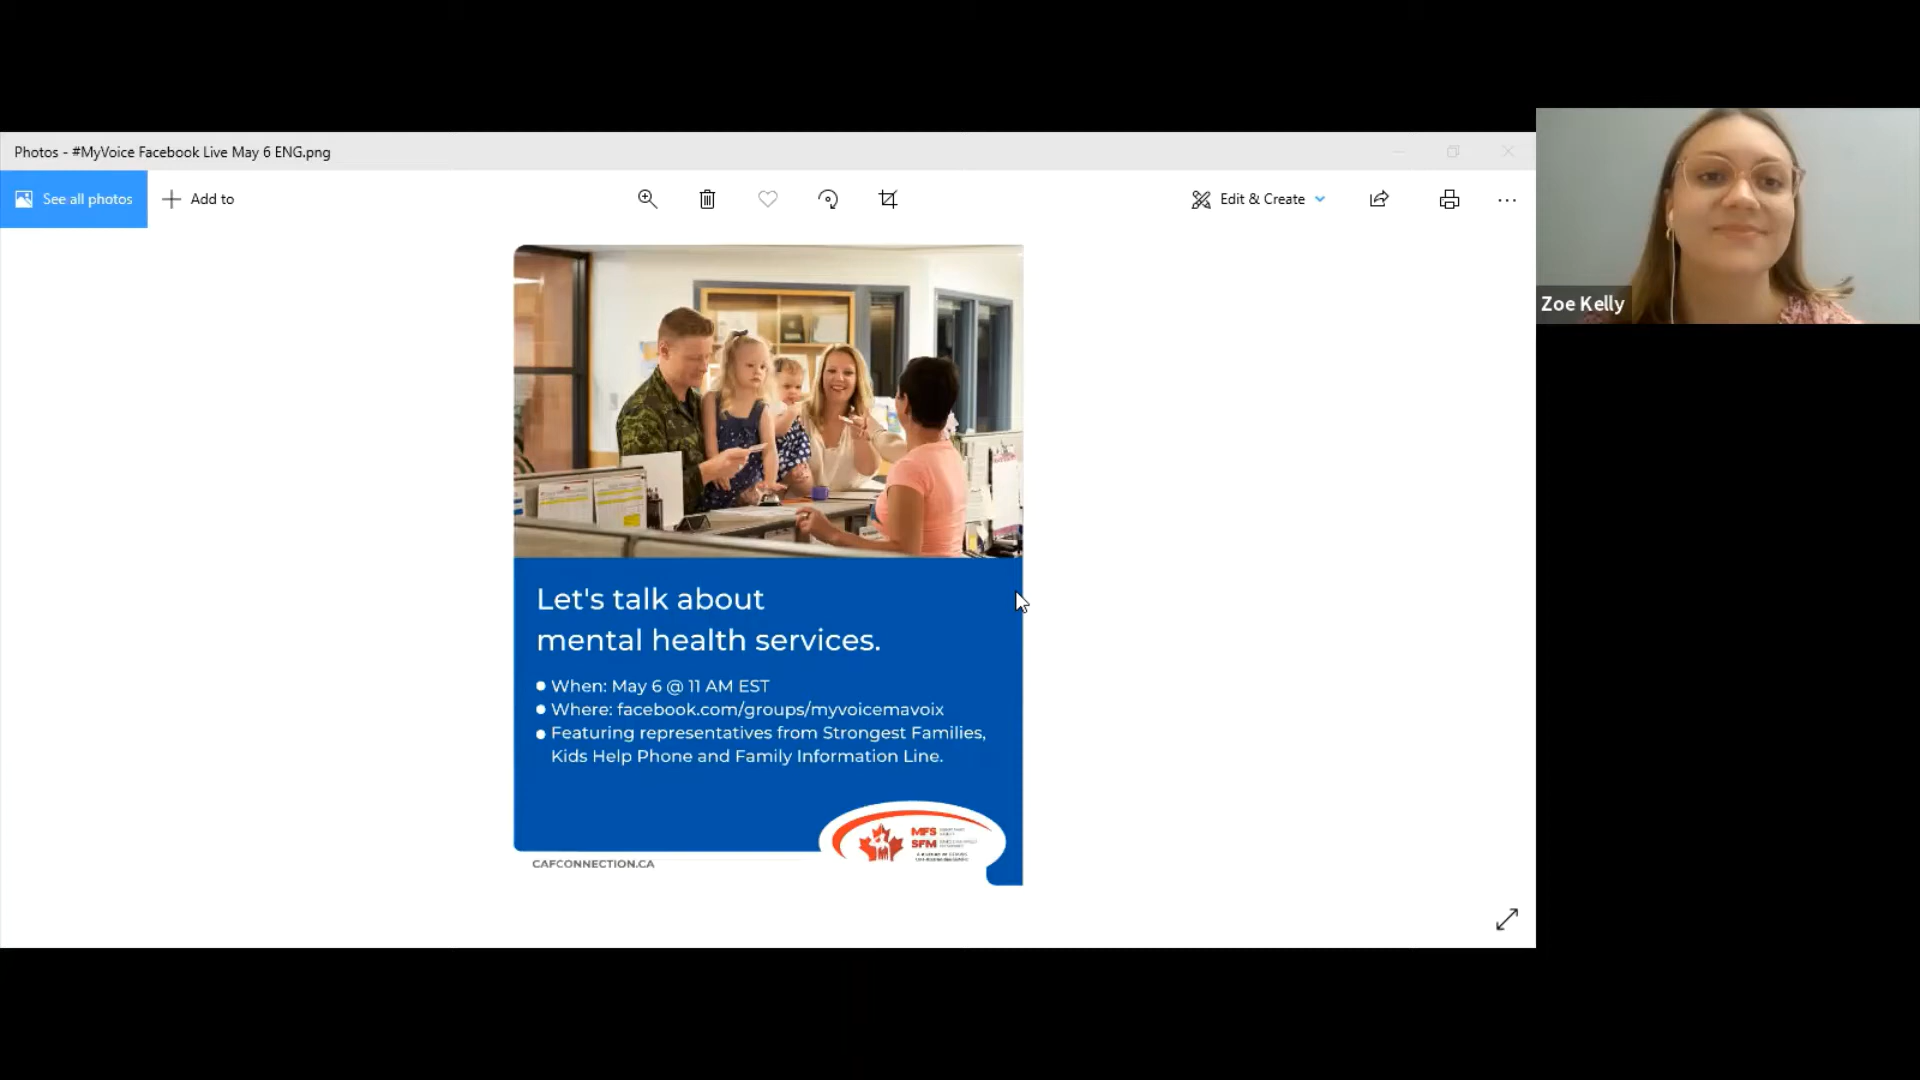 Photos - #MyVoice Facebook Live May 6 ENG.png
See all photos
Add to
Edit & Create
Zoe Kelly
Let's talk about
mental health services.
When: May 6 @ 11 AM EST
Where: facebook.com/groups/myvoicemavoix
Featuring representatives from Strongest Families,
Kids Help Phone and Family Information Line.
MFS
SFM
CAFCONNECTION.CA